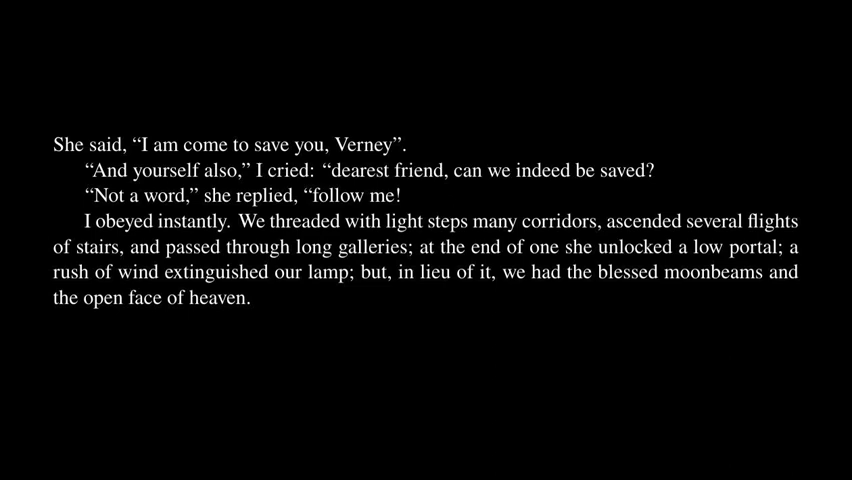 She said, “I am come to save you, Verney”.
“And yourself also,” I cried: “dearest friend, can we indeed be saved?
“Not a word,” she replied, “follow me!
I obeyed instantly. We threaded with light steps many corridors, ascended several flights
of stairs, and passed through long galleries; at the end of one she unlocked a low portal; a
rush of wind extinguished our lamp; but, in lieu of it, we had the blessed moonbeams and
the open face of heaven.